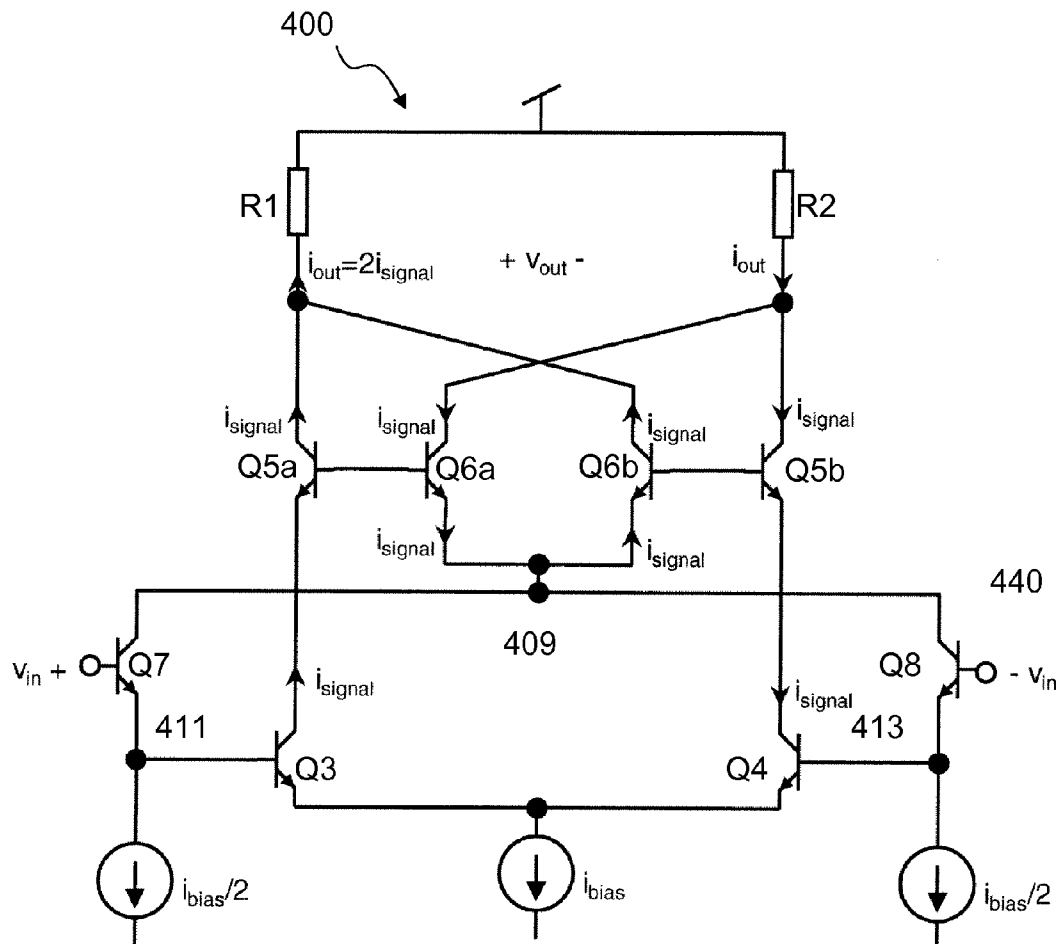 400
R1
R2
i_out=2i_signal
+ v_out -
i_out
i_signal
i_signal
i_signal
i_signal
Q5a
Q6a
Q6b
Q5b
i_signal
i_signal
440
409
v_in +
Q7
Q8
- v_in
i_signal
i_signal
411
413
Q3
Q4
i_bias/2
i_bias
i_bias/2